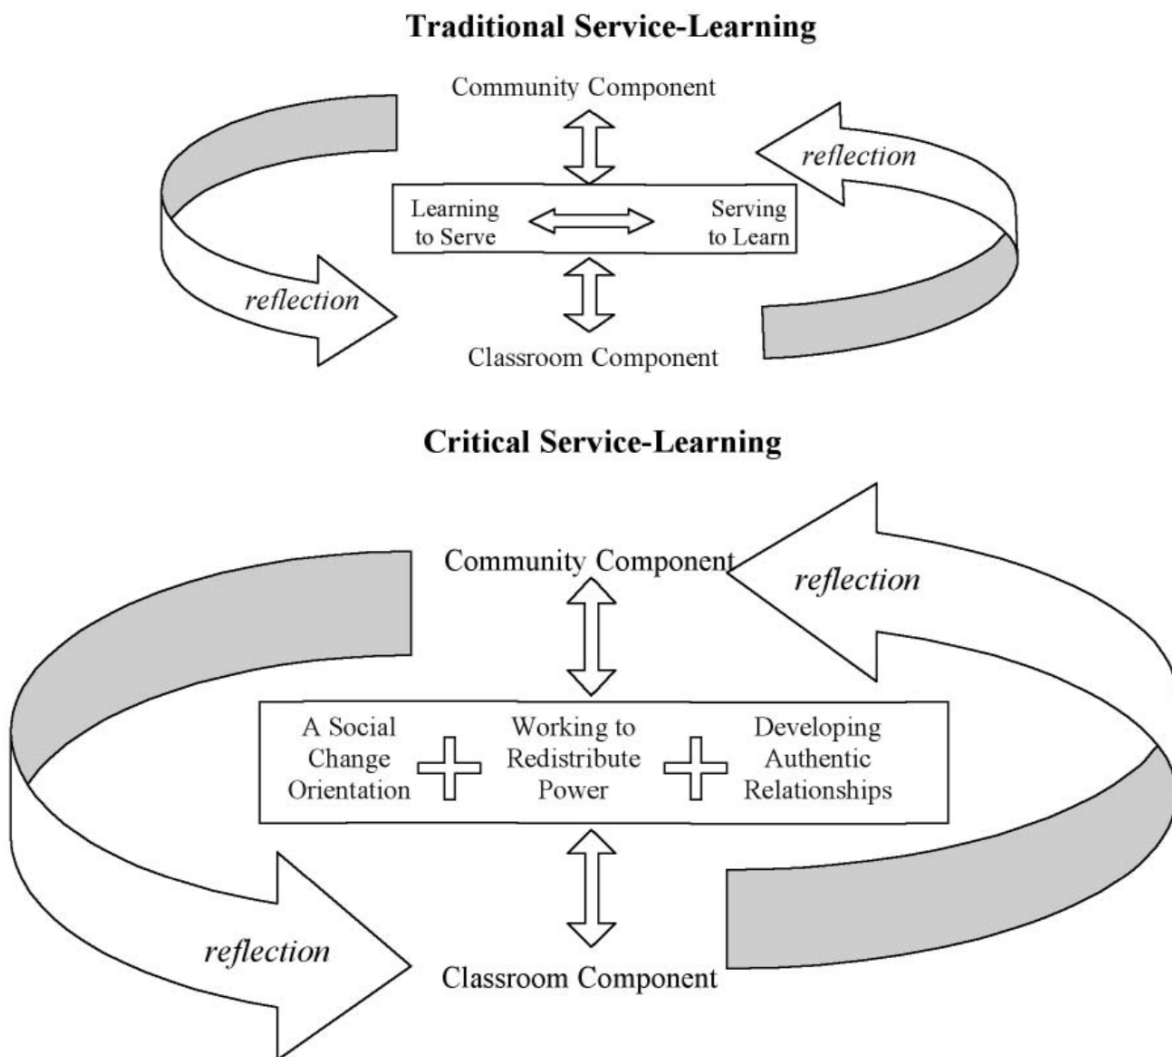 Traditional Service-Learning
Community Component
reflection
Learning
to Serve
Serving
to Learn
reflection
Classroom Component
Critical Service-Learning
Community Component
reflection
A Social
Change
Orientation
Working to
Redistribute
Power
Developing
Authentic
Relationships
reflection
Classroom Component